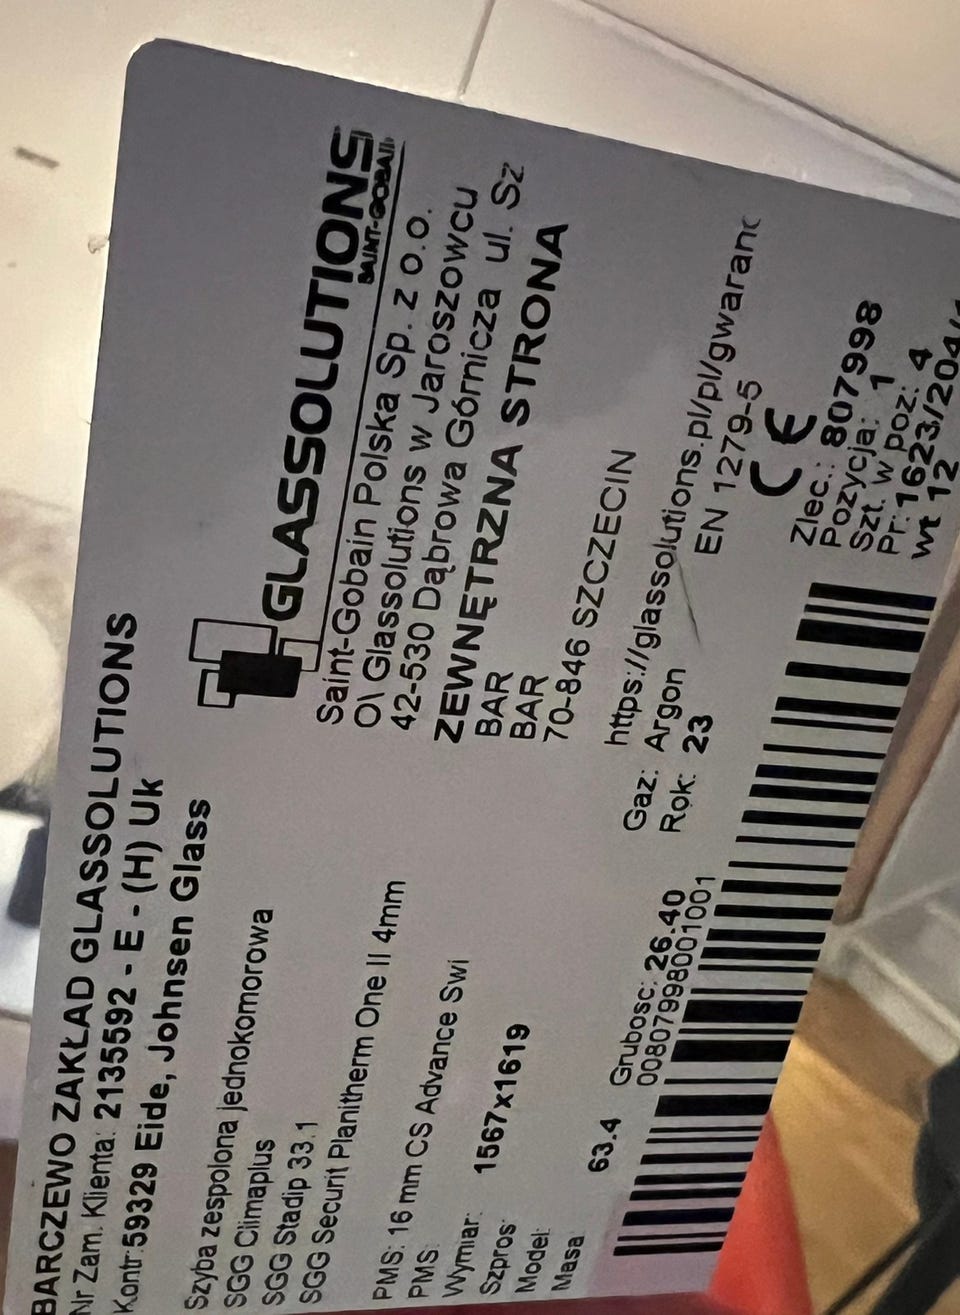 BARCZEWO ZAKŁAD GLASSOLUTIONS
Nr Zam. Klienta: 2135592 - E - (H) Uk
Kontr:59329 Eide, Johnsen Glass
Szyba zespolona jednokomorowa
SGG Climaplus
SGG Stadip 33.1
SGG Securit Planitherm One II 4mm
PMS: 16 mm CS Advance Swi
PMS:
Wymiar: 1567x1619
Szpros:
Model:
Masa 63.4
GLASSOLUTIONS
SAINT-GOBAIN
Saint-Gobain Polska Sp. z o.o.
O\ Glassolutions w Jaroszowcu
42-530 Dąbrowa Górnicza ul. Sz
ZEWNĘTRZNA STRONA
BAR
BAR
70-846 SZCZECIN
https://glassolutions.pl/pl/gwaranc
Gaz: Argon EN 1279-5
Rok: 23
CE
Grubosc: 26.40
00807998001001
Zlec.: 807998
Pozycja: 1
Szt. w poz: 4
Pr: 1623/204/
wt 12